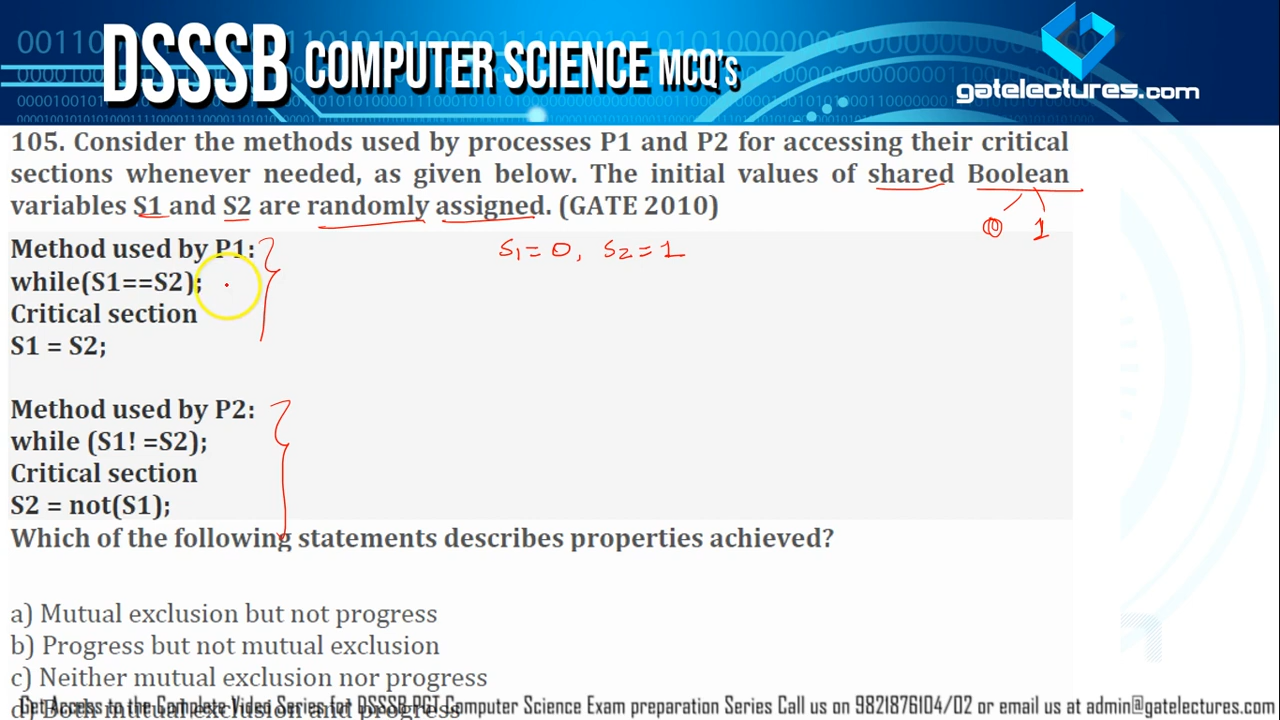 DSSSB COMPUTER SCIENCE MCQ's
gatelectures.com
105. Consider the methods used by processes P1 and P2 for accessing their critical
sections whenever needed, as given below. The initial values of shared Boolean
variables S1 and S2 are randomly assigned. (GATE 2010)
0 1
Method used by P1:
S1 = 0, S2 = 1
while(S1==S2);
Critical section
S1 = S2;
Method used by P2:
while (S1! =S2);
Critical section
S2 = not(S1);
Which of the following statements describes properties achieved?
a) Mutual exclusion but not progress
b) Progress but not mutual exclusion
c) Neither mutual exclusion nor progress
d) Both mutual exclusion and progress
Get Access to the Complete Video Series for DSSSB PGT Computer Science Exam preparation Series Call us on 9821876104/02 or email us at admin@gatelectures.com